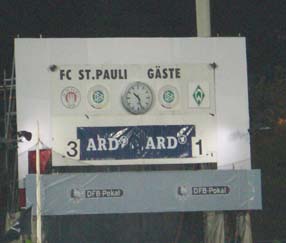 FC ST.PAULI GÄSTE
3 ARD ARD 1
DFB-Pokal DFB-Pokal